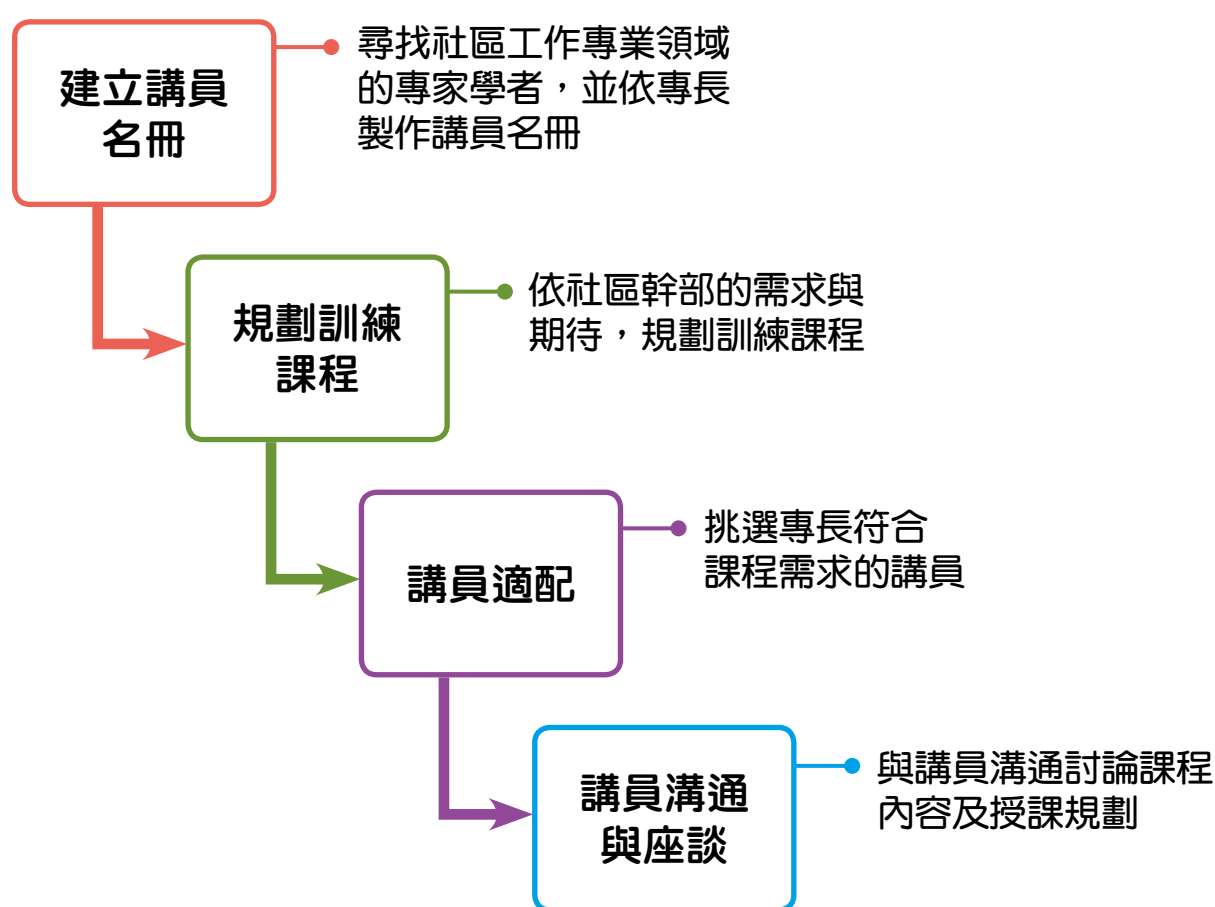 建立講員
名冊
尋找社區工作專業領域
的專家學者，並依專長
製作講員名冊
規劃訓練
課程
依社區幹部的需求與
期待，規劃訓練課程
講員適配
挑選專長符合
課程需求的講員
講員溝通
與座談
與講員溝通討論課程
內容及授課規劃